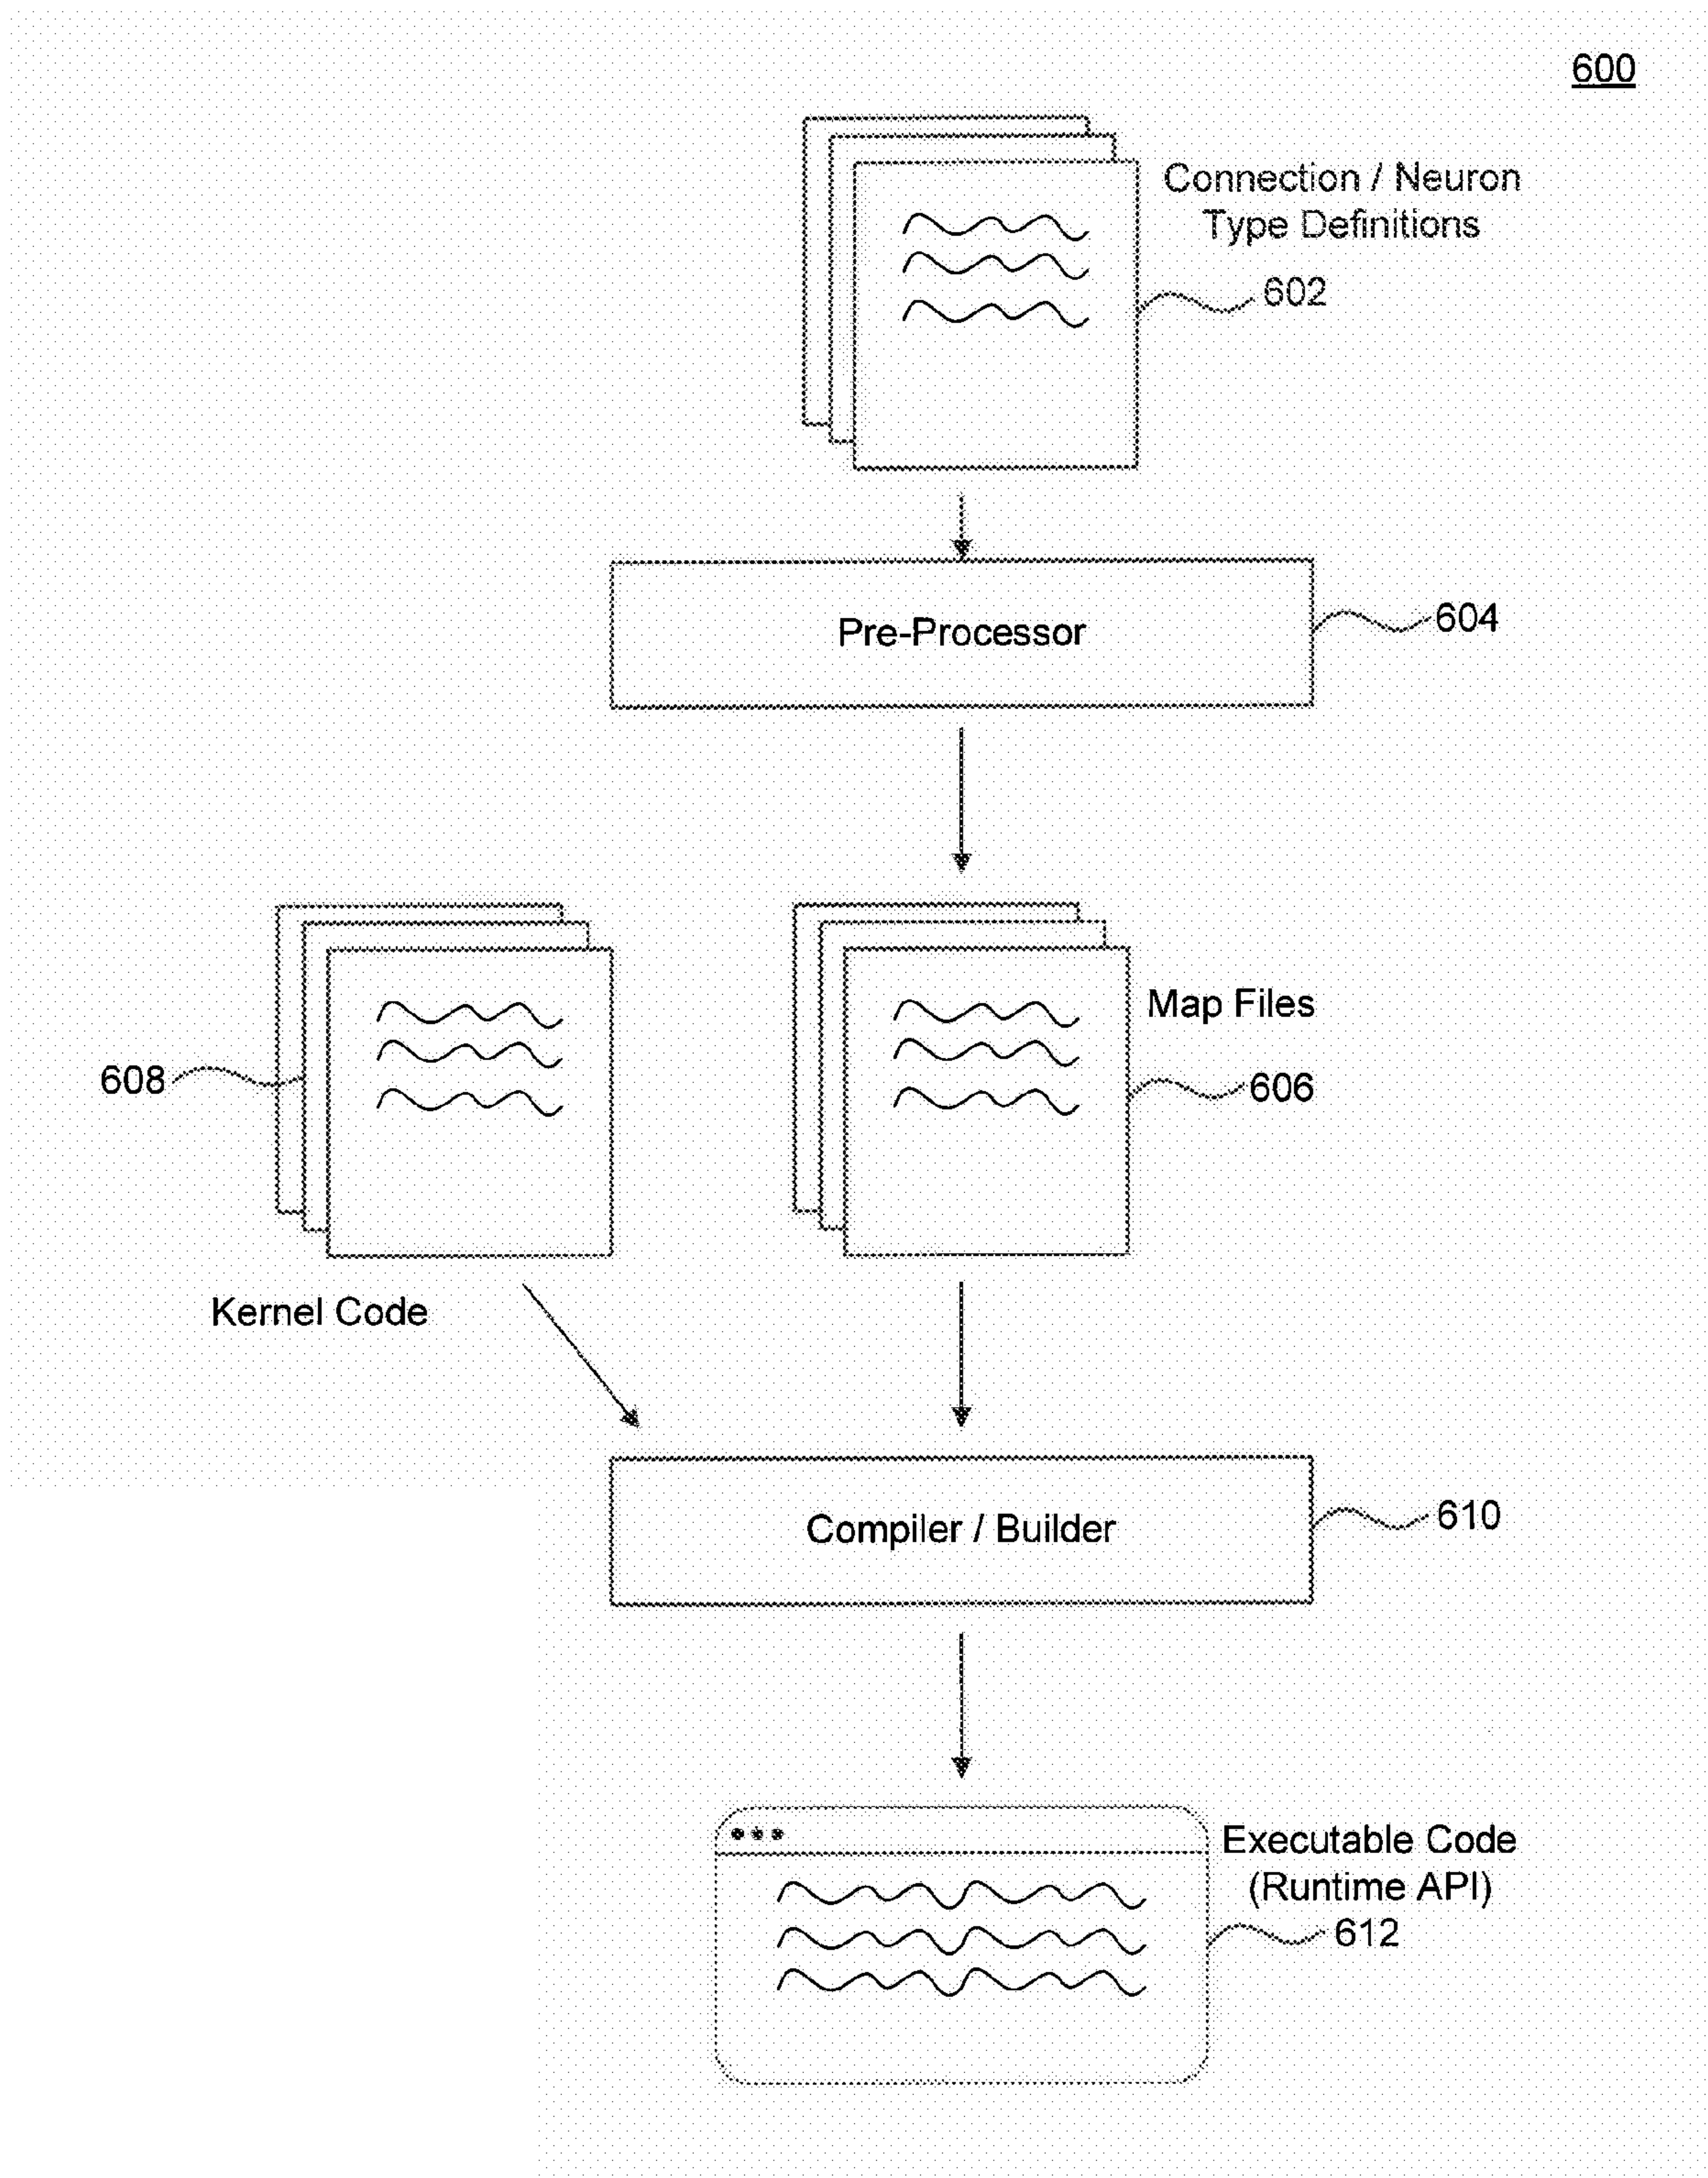 600
Connection / Neuron
Type Definitions
602
Pre-Processor
604
Map Files
608
606
Kernel Code
Compiler / Builder
610
Executable Code
(Runtime API)
612